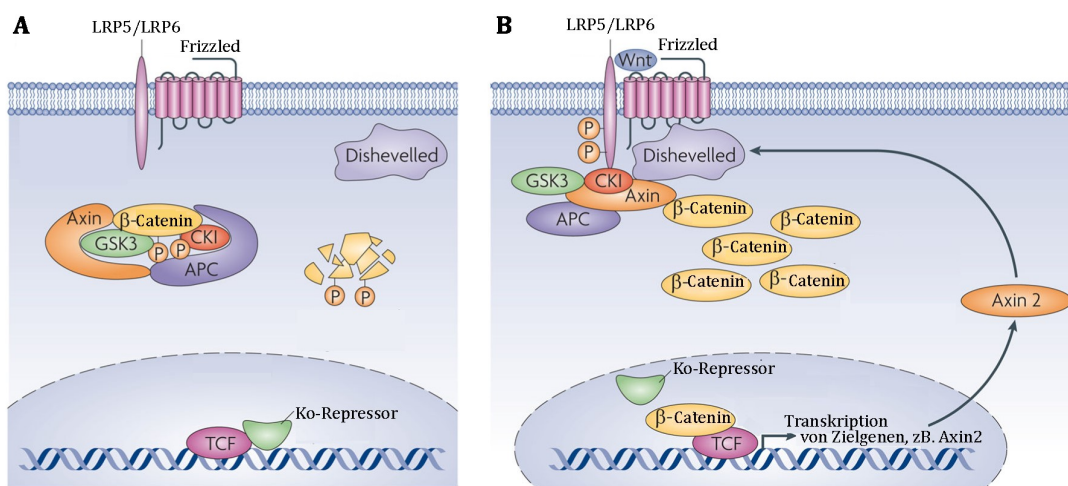 A
LRP5/LRP6
Frizzled
Dishevelled
Axin
β-Catenin
GSK3
CKI
P
P
APC
P
P
Ko-Repressor
TCF
B
LRP5/LRP6
Wnt
Frizzled
P
P
Dishevelled
GSK3
CKI
Axin
APC
β-Catenin
β-Catenin
β-Catenin
β-Catenin
β-Catenin
Axin 2
Ko-Repressor
β-Catenin
TCF
Transkription
von Zielgenen, zB. Axin2